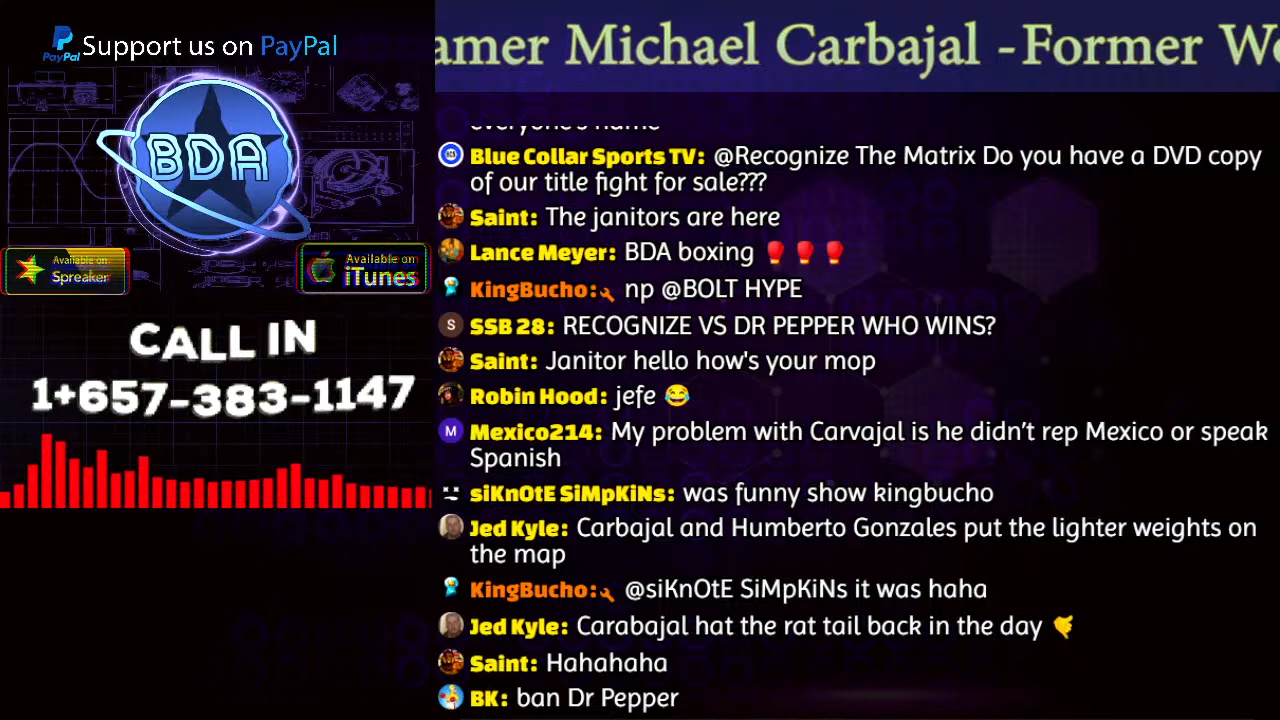 PayPal
Support us on PayPal
BDA
Available on
Spreaker
Available on
iTunes
CALL IN
1+657-383-1147
amer Michael Carbajal -Former Wo
everyone's name
Blue Collar Sports TV: @Recognize The Matrix Do you have a DVD copy
of our title fight for sale???
Saint: The janitors are here
Lance Meyer: BDA boxing 🥊🥊🥊
KingBucho: np @BOLT HYPE
S SSB 28: RECOGNIZE VS DR PEPPER WHO WINS?
Saint: Janitor hello how's your mop
Robin Hood: jefe 😂
M Mexico214: My problem with Carvajal is he didn't rep Mexico or speak
Spanish
siKnOtE SiMpKiNs: was funny show kingbucho
Jed Kyle: Carbajal and Humberto Gonzales put the lighter weights on
the map
KingBucho: @siKnOtE SiMpKiNs it was haha
Jed Kyle: Carabajal hat the rat tail back in the day 🤙
Saint: Hahahaha
BK: ban Dr Pepper